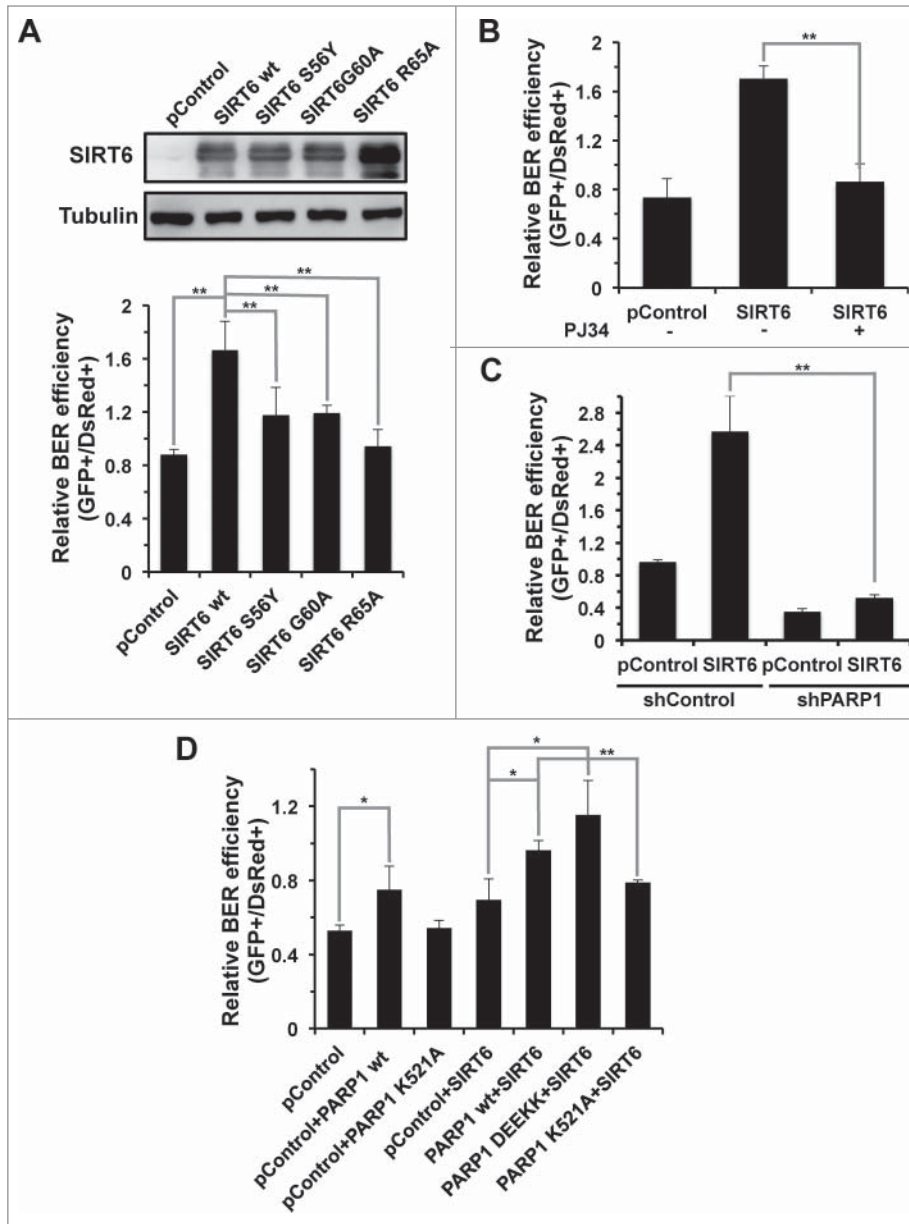 A
pControl
SIRT6 wt
SIRT6 S56Y
SIRT6G60A
SIRT6 R65A
SIRT6
Tubulin
Relative BER efficiency
(GFP+/DsRed+)
2
1.6
1.2
0.8
0.4
0
**
**
**
**
pControl
SIRT6 wt
SIRT6 S56Y
SIRT6 G60A
SIRT6 R65A
B
Relative BER efficiency
(GFP+/DsRed+)
2
1.6
1.2
0.8
0.4
0
**
pControl SIRT6 SIRT6
PJ34 - - +
C
Relative BER efficiency
(GFP+/DsRed+)
2.8
2.4
2
1.6
1.2
0.8
0.4
0
**
pControl SIRT6 pControl SIRT6
shControl shPARP1
D
Relative BER efficiency
(GFP+/DsRed+)
1.2
0.8
0.4
0
*
*
*
**
pControl
pControl+PARP1 wt
pControl+PARP1 K521A
pControl+SIRT6
PARP1 wt+SIRT6
PARP1 DEEKK+SIRT6
PARP1 K521A+SIRT6